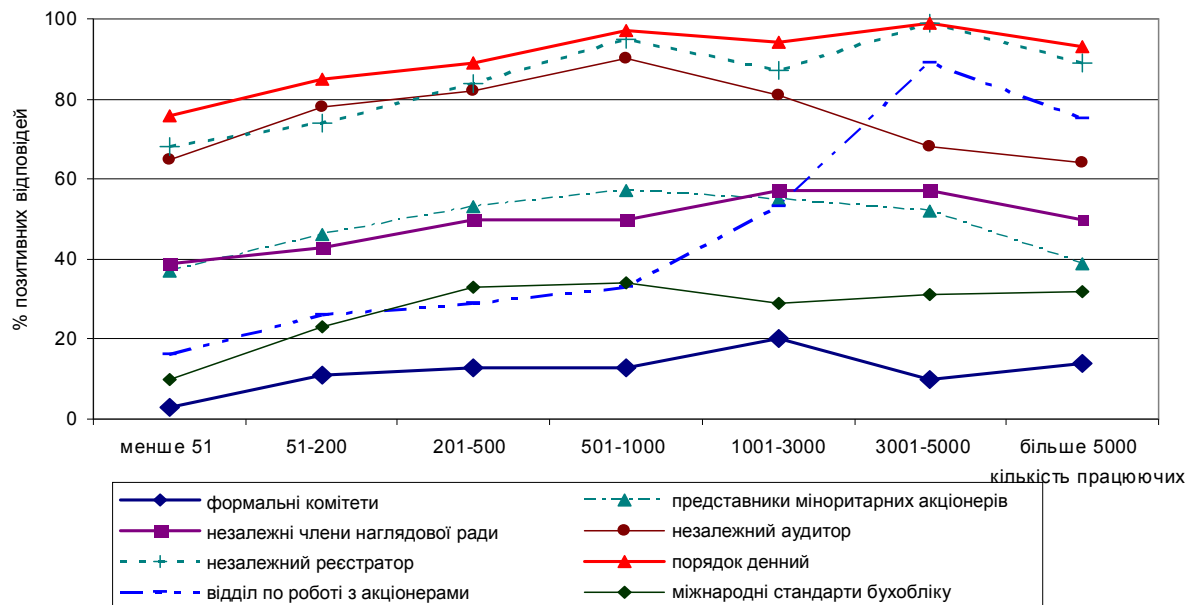 100
80
60
40
20
0
% позитивних відповідей
менше 51 51-200 201-500 501-1000 1001-3000 3001-5000 більше 5000
кількість працюючих
формальні комітети
представники міноритарних акціонерів
незалежні члени наглядової ради
незалежний аудитор
незалежний реєстратор
порядок денний
відділ по роботі з акціонерами
міжнародні стандарти бухобліку